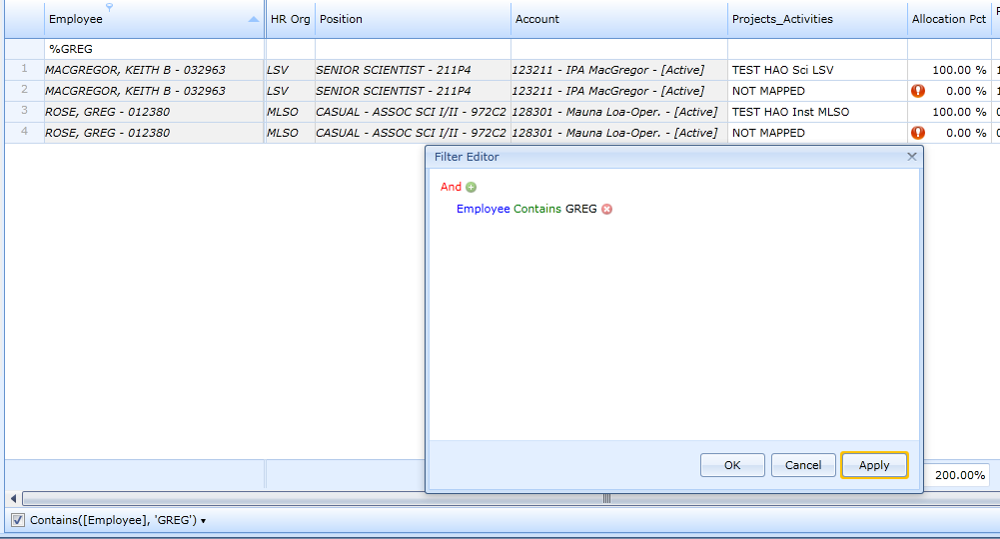 Employee HR Org Position Account Projects_Activities Allocation Pct
%GREG
1 MACGREGOR, KEITH B - 032963 LSV SENIOR SCIENTIST - 211P4 123211 - IPA MacGregor - [Active] TEST HAO Sci LSV 100.00 %
2 MACGREGOR, KEITH B - 032963 LSV SENIOR SCIENTIST - 211P4 123211 - IPA MacGregor - [Active] NOT MAPPED 0.00 %
3 ROSE, GREG - 012380 MLSO CASUAL - ASSOC SCI I/II - 972C2 128301 - Mauna Loa-Oper. - [Active] TEST HAO Inst MLSO 100.00 %
4 ROSE, GREG - 012380 MLSO CASUAL - ASSOC SCI I/II - 972C2 128301 - Mauna Loa-Oper. - [Active] NOT MAPPED 0.00 %
Filter Editor
And
Employee Contains GREG
OK Cancel Apply
200.00%
Contains([Employee], 'GREG')